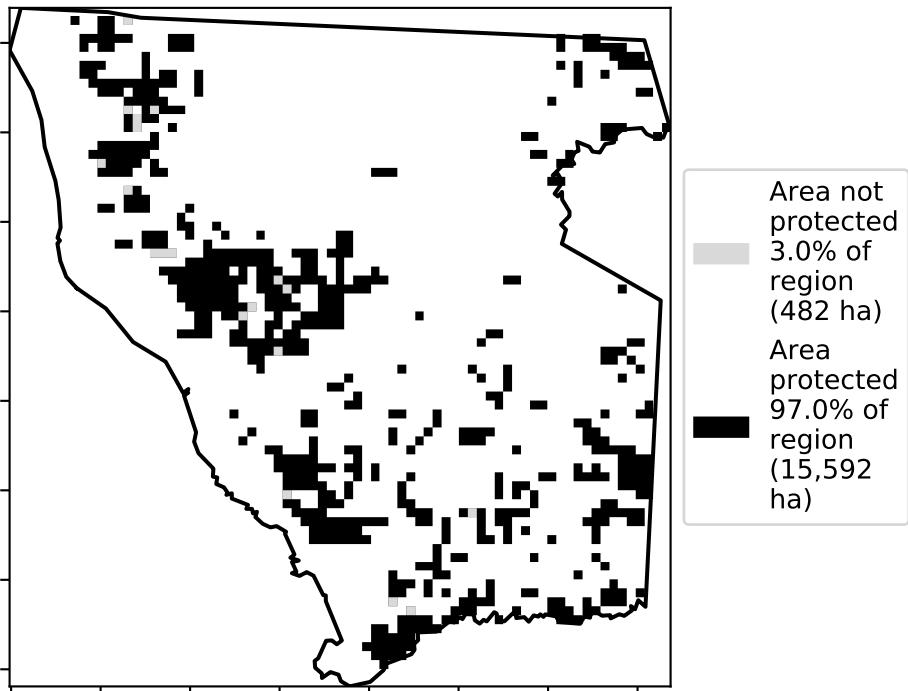 Area not
protected
3.0% of
region
(482 ha)
Area
protected
97.0% of
region
(15,592
ha)